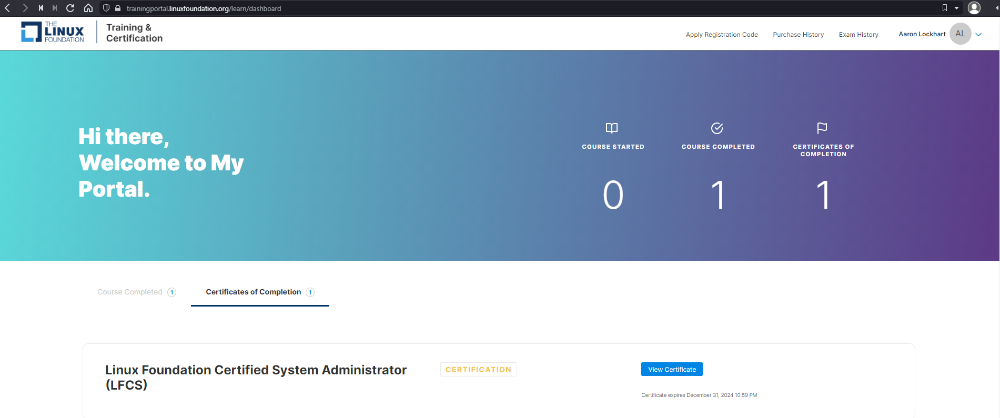 trainingportal.linuxfoundation.org/learn/dashboard
THE
LINUX
FOUNDATION
Training &
Certification
Apply Registration Code
Purchase History
Exam History
Aaron Lockhart
AL
Hi there,
Welcome to My
Portal.
COURSE STARTED
0
COURSE COMPLETED
1
CERTIFICATES OF
COMPLETION
1
Course Completed 1
Certificates of Completion 1
Linux Foundation Certified System Administrator
(LFCS)
CERTIFICATION
View Certificate
Certificate expires December 31, 2024 10:59 PM